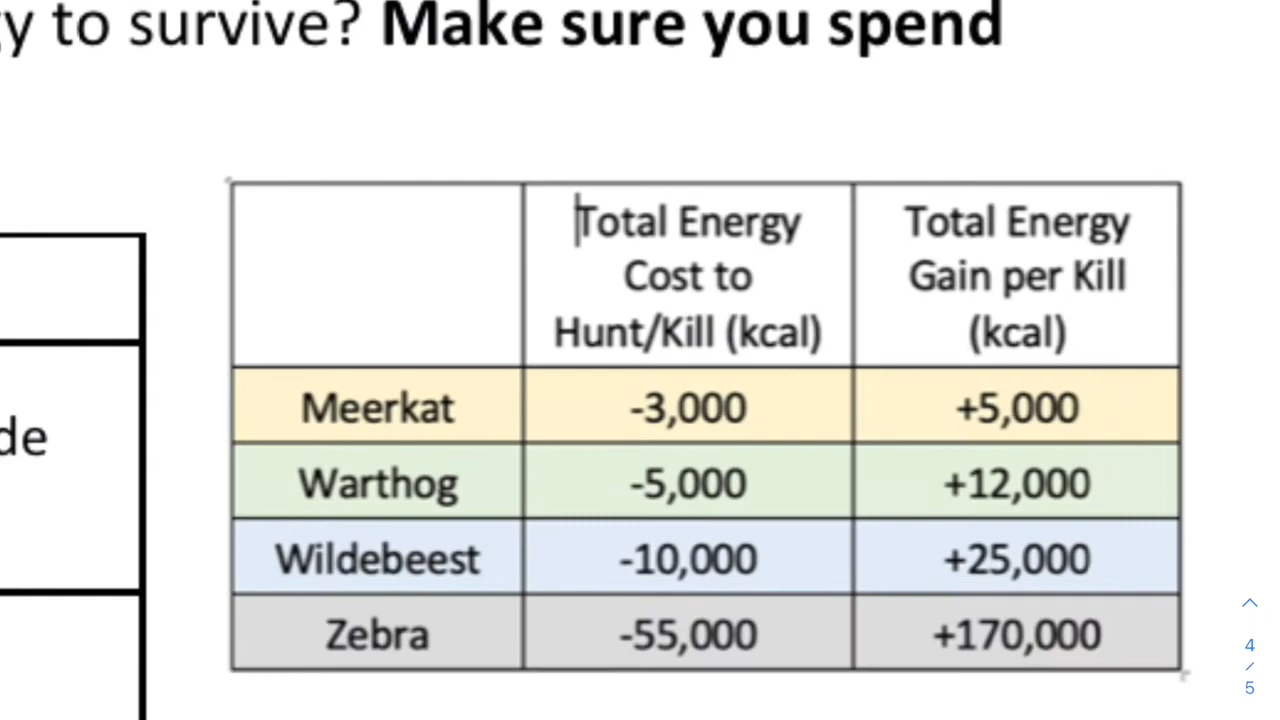 y to survive? Make sure you spend
de
Total Energy Cost to Hunt/Kill (kcal)
Total Energy Gain per Kill (kcal)
Meerkat -3,000 +5,000
Warthog -5,000 +12,000
Wildebeest -10,000 +25,000
Zebra -55,000 +170,000
4
/
5